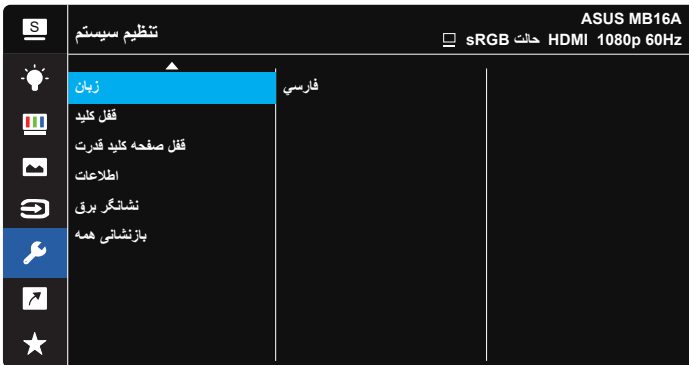 S
تنظیم سیستم
ASUS MB16A
sRGB حالت HDMI 1080p 60Hz
زبان
فارسي
قفل کلید
قفل صفحه کلید قدرت
اطلاعات
نشانگر برق
بازنشانی همه